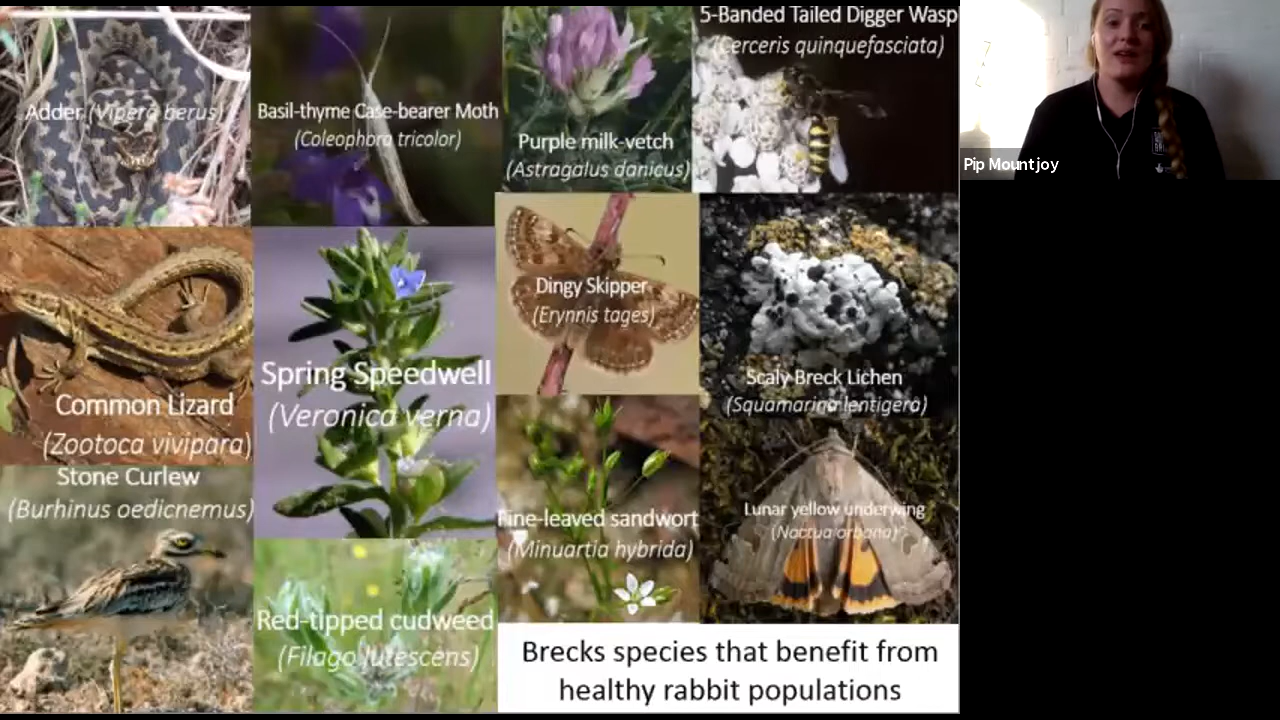 Adder (Vipera berus)
Basil-thyme Case-bearer Moth
(Coleophora tricolor)
Purple milk-vetch
(Astragalus danicus)
5-Banded Tailed Digger Wasp
(Cerceris quinquefasciata)
Common Lizard
(Zootoca vivipara)
Spring Speedwell
(Veronica verna)
Dingy Skipper
(Erynnis tages)
Scaly Breck Lichen
(Squamarina lentigera)
Stone Curlew
(Burhinus oedicnemus)
Red-tipped cudweed
(Filago lutescens)
Fine-leaved sandwort
(Minuartia hybrida)
Lunar yellow underwing
(Noctua orbona)
Brecks species that benefit from
healthy rabbit populations
Pip Mountjoy